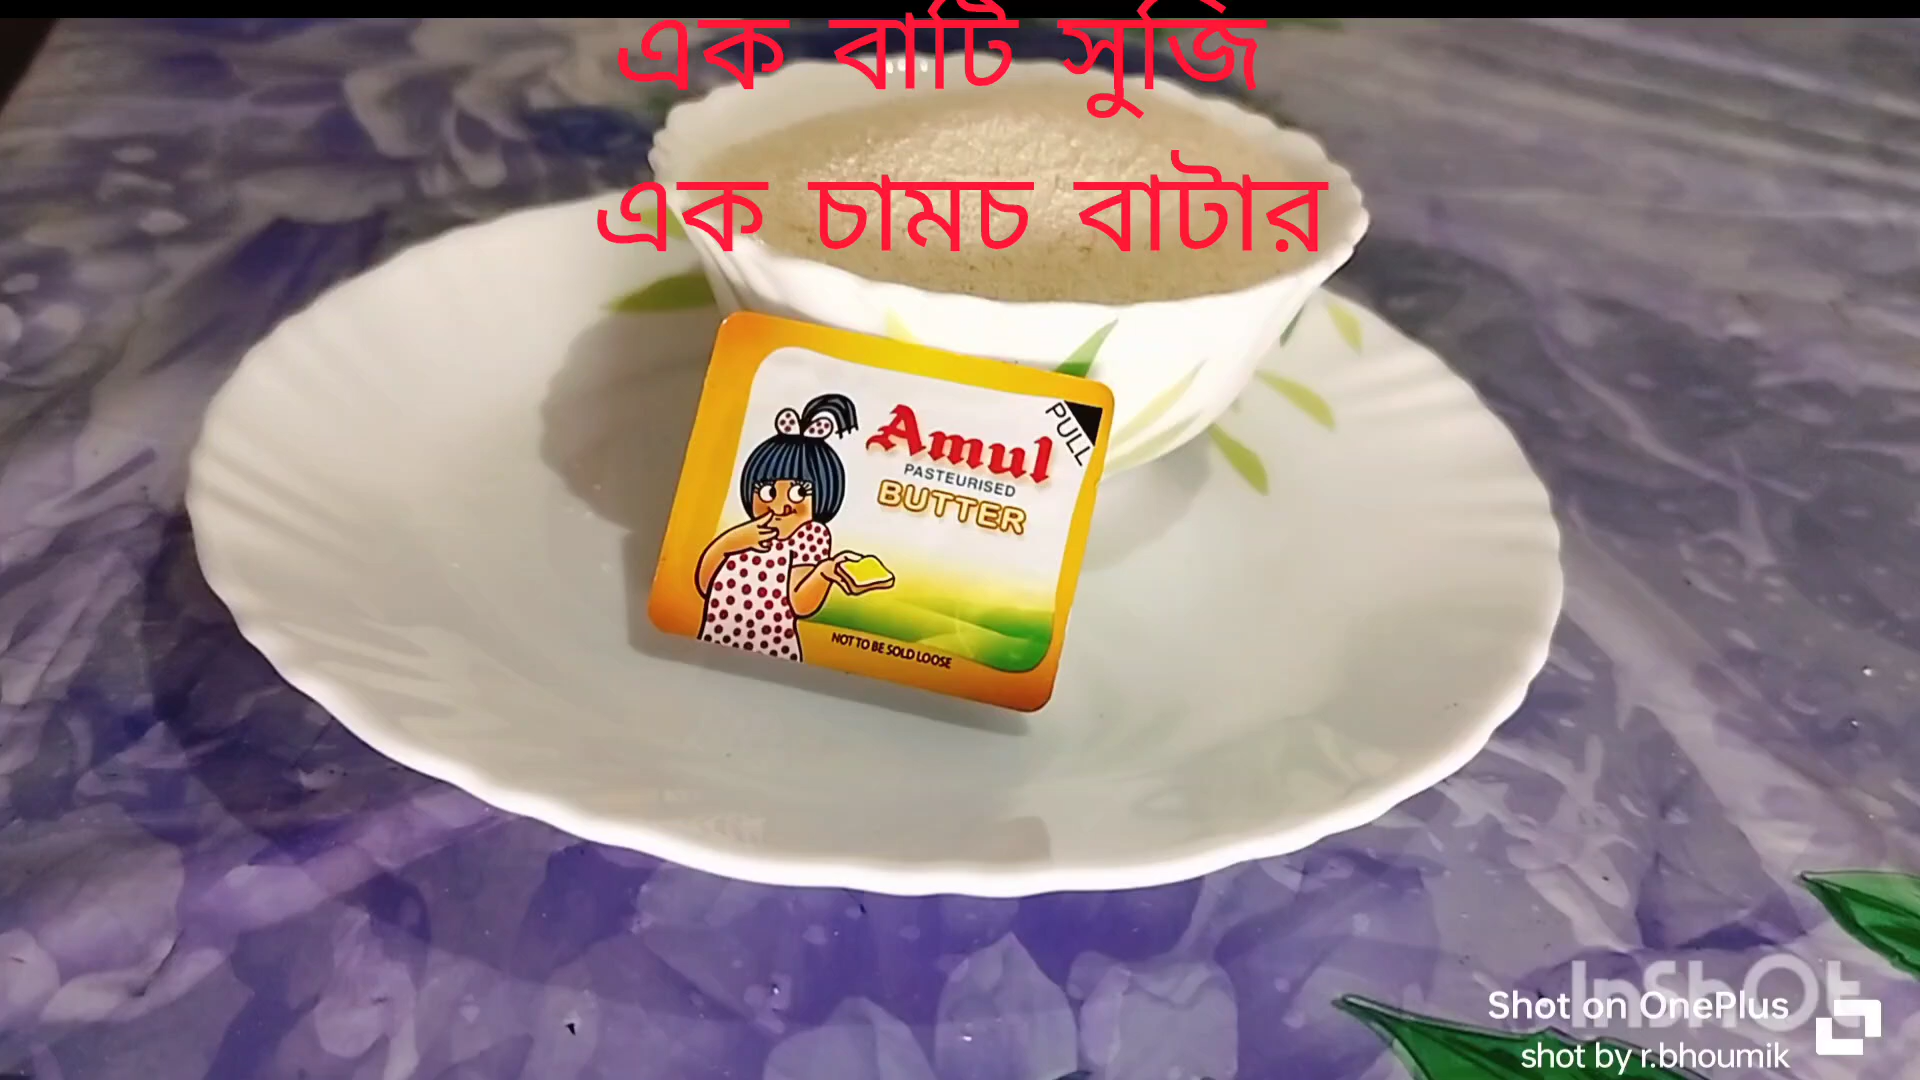 এক বাটি সুজি
এক চামচ বাটার
PULL
Amul
PASTEURISED
BUTTER
NOT TO BE SOLD LOOSE
InShOt
Shot on OnePlus
shot by r.bhoumik